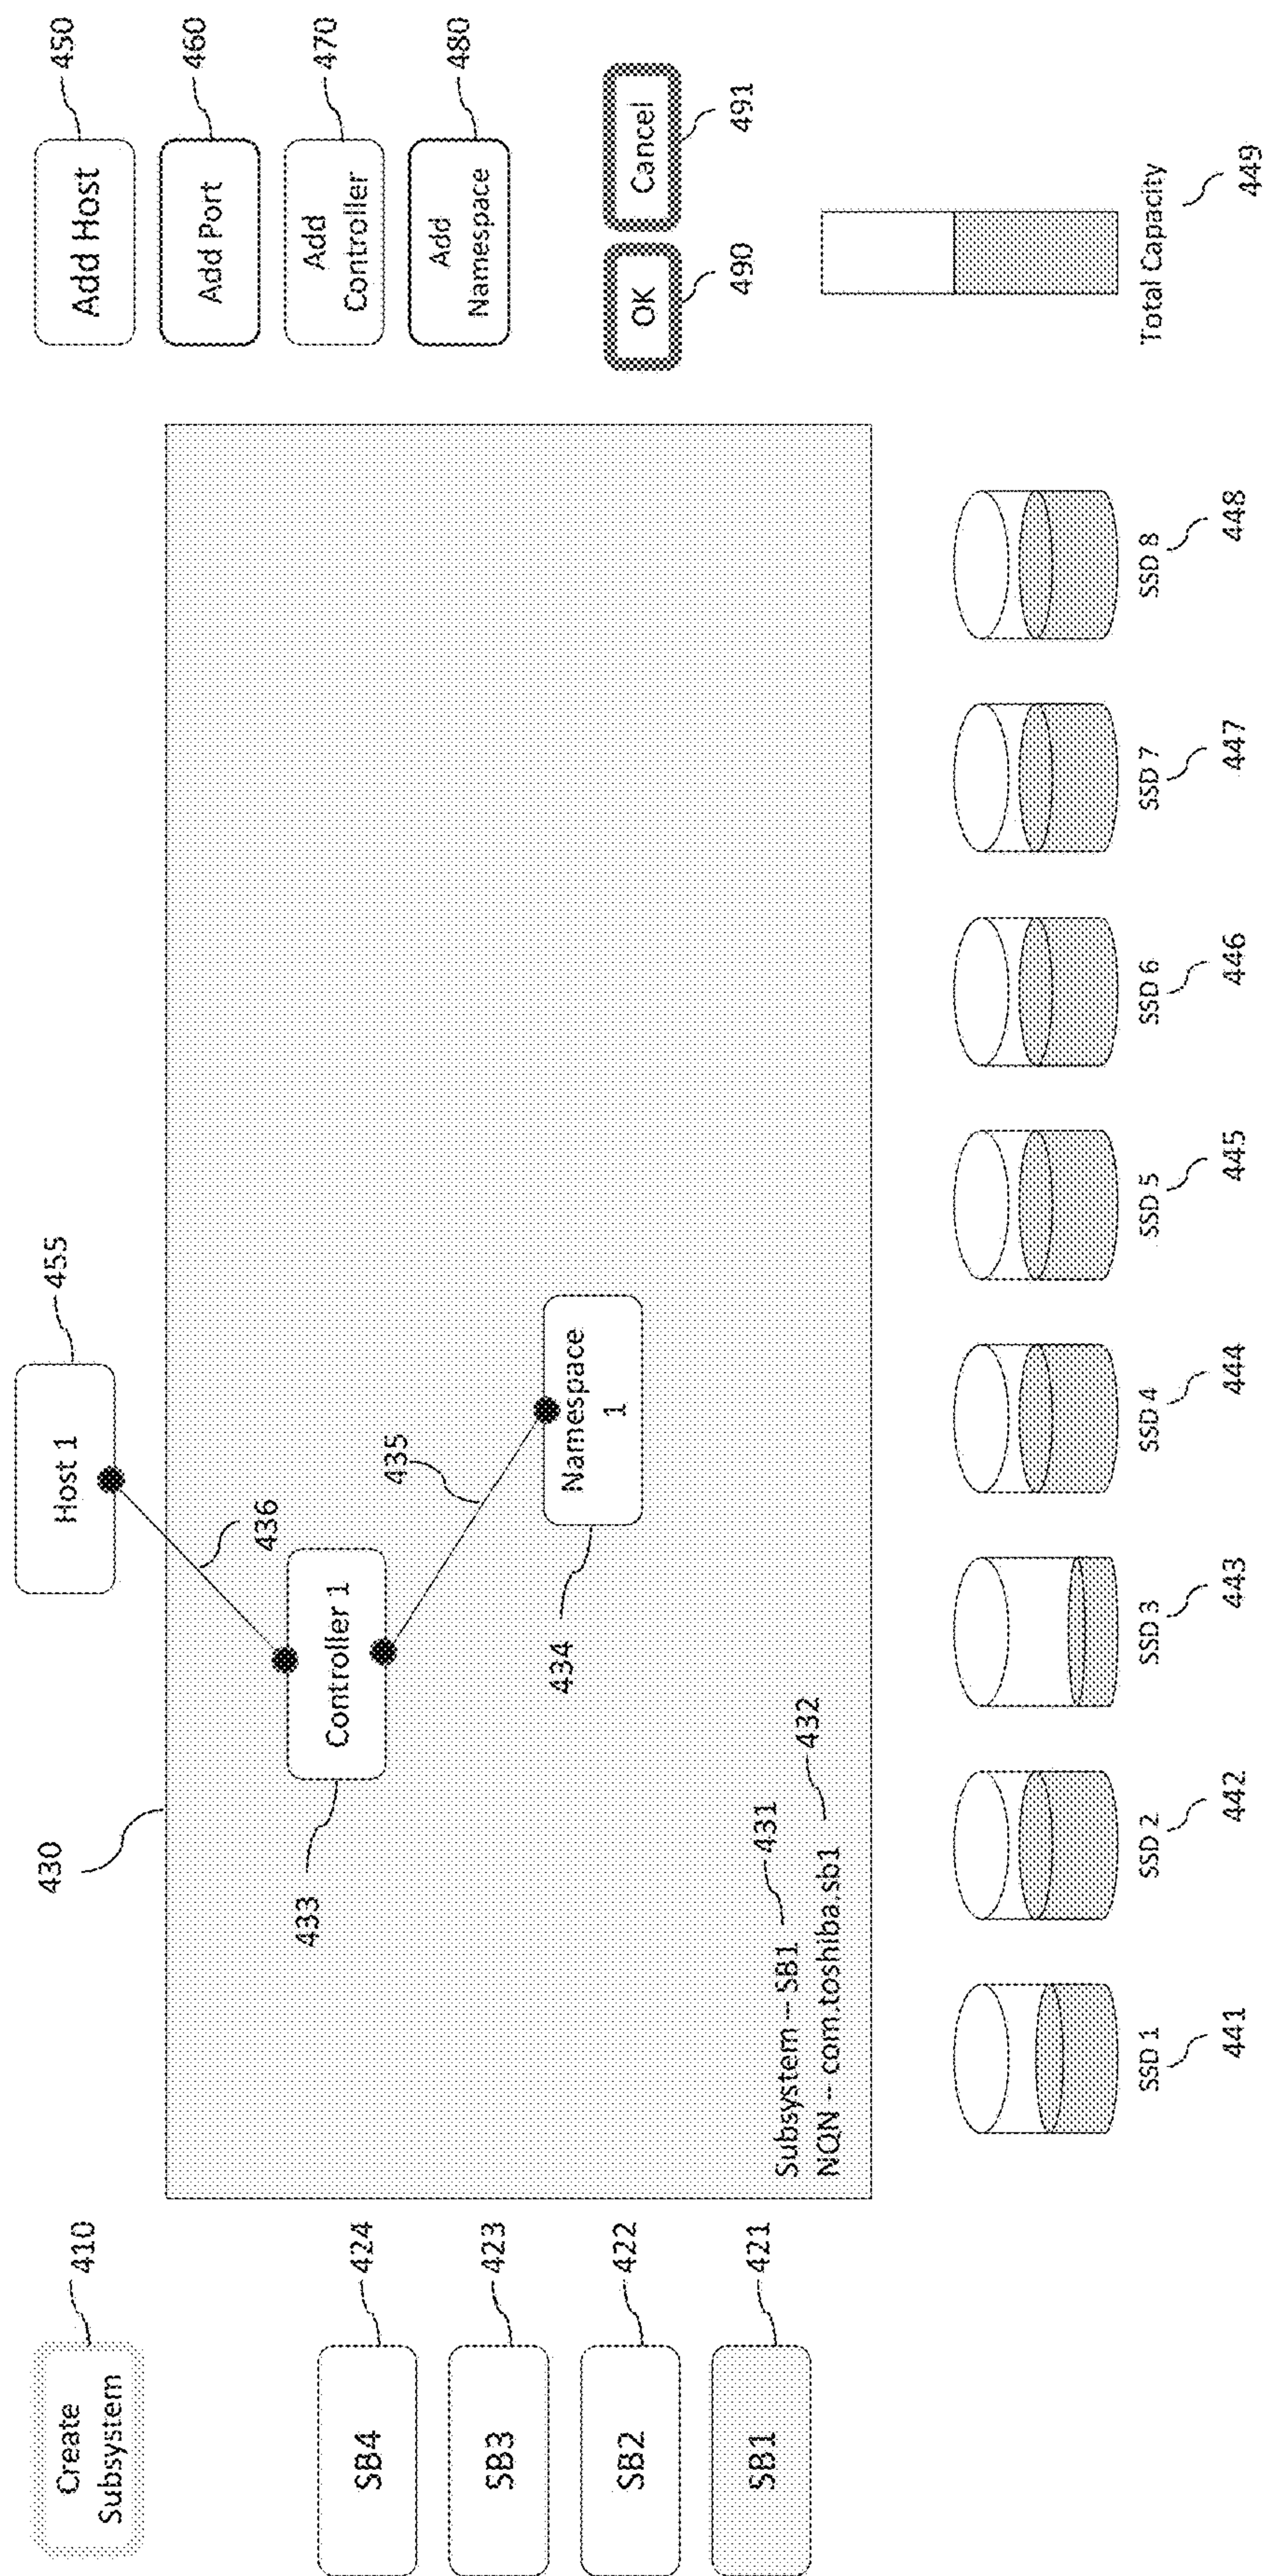 Create
Subsystem
410
430
Host 1
455
Add Host
450
Add Port
460
Add
Controller
470
Add
Namespace
480
SB4
424
SB3
423
SB2
422
SB1
421
433
Controller 1
436
435
434
Namespace
1
Subsystem -- SB1
431
NQN -- com.toshiba.sb1
432
OK
490
Cancel
491
SSD 1
441
SSD 2
442
SSD 3
443
SSD 4
444
SSD 5
445
SSD 6
446
SSD 7
447
SSD 8
448
Total Capacity
449